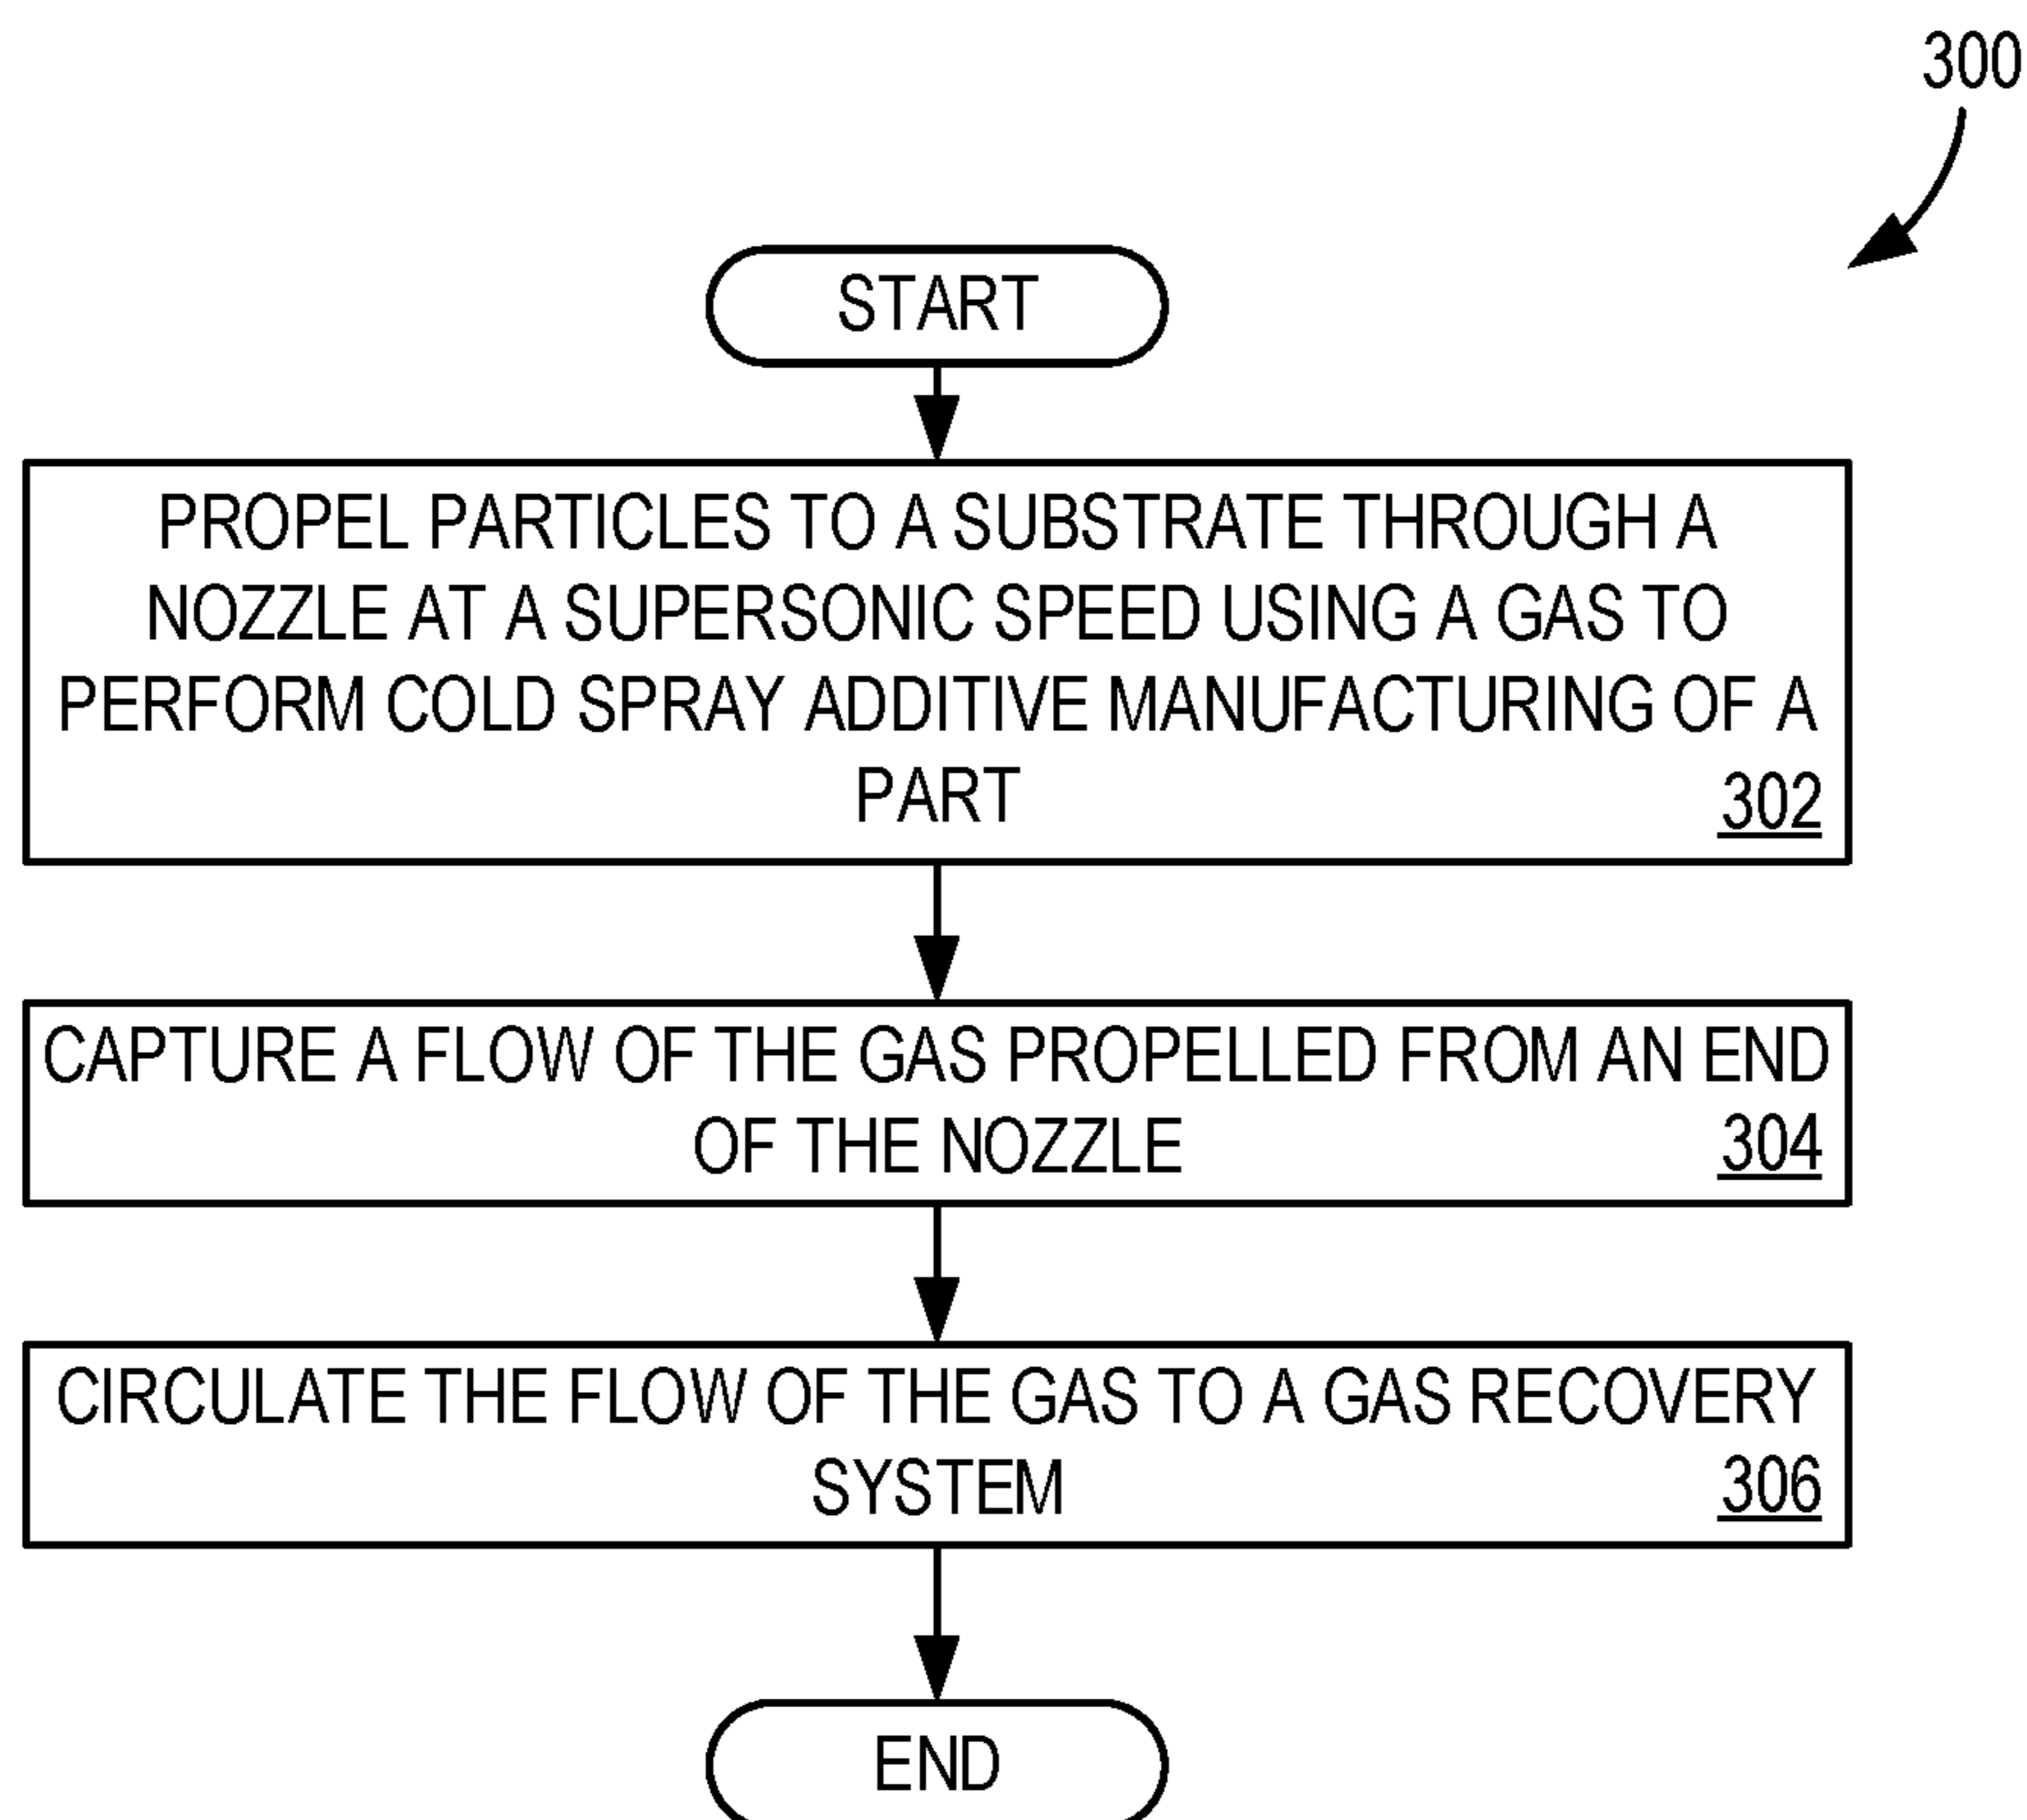 300
START
PROPEL PARTICLES TO A SUBSTRATE THROUGH A
NOZZLE AT A SUPERSONIC SPEED USING A GAS TO
PERFORM COLD SPRAY ADDITIVE MANUFACTURING OF A
PART 302
CAPTURE A FLOW OF THE GAS PROPELLED FROM AN END
OF THE NOZZLE 304
CIRCULATE THE FLOW OF THE GAS TO A GAS RECOVERY
SYSTEM 306
END